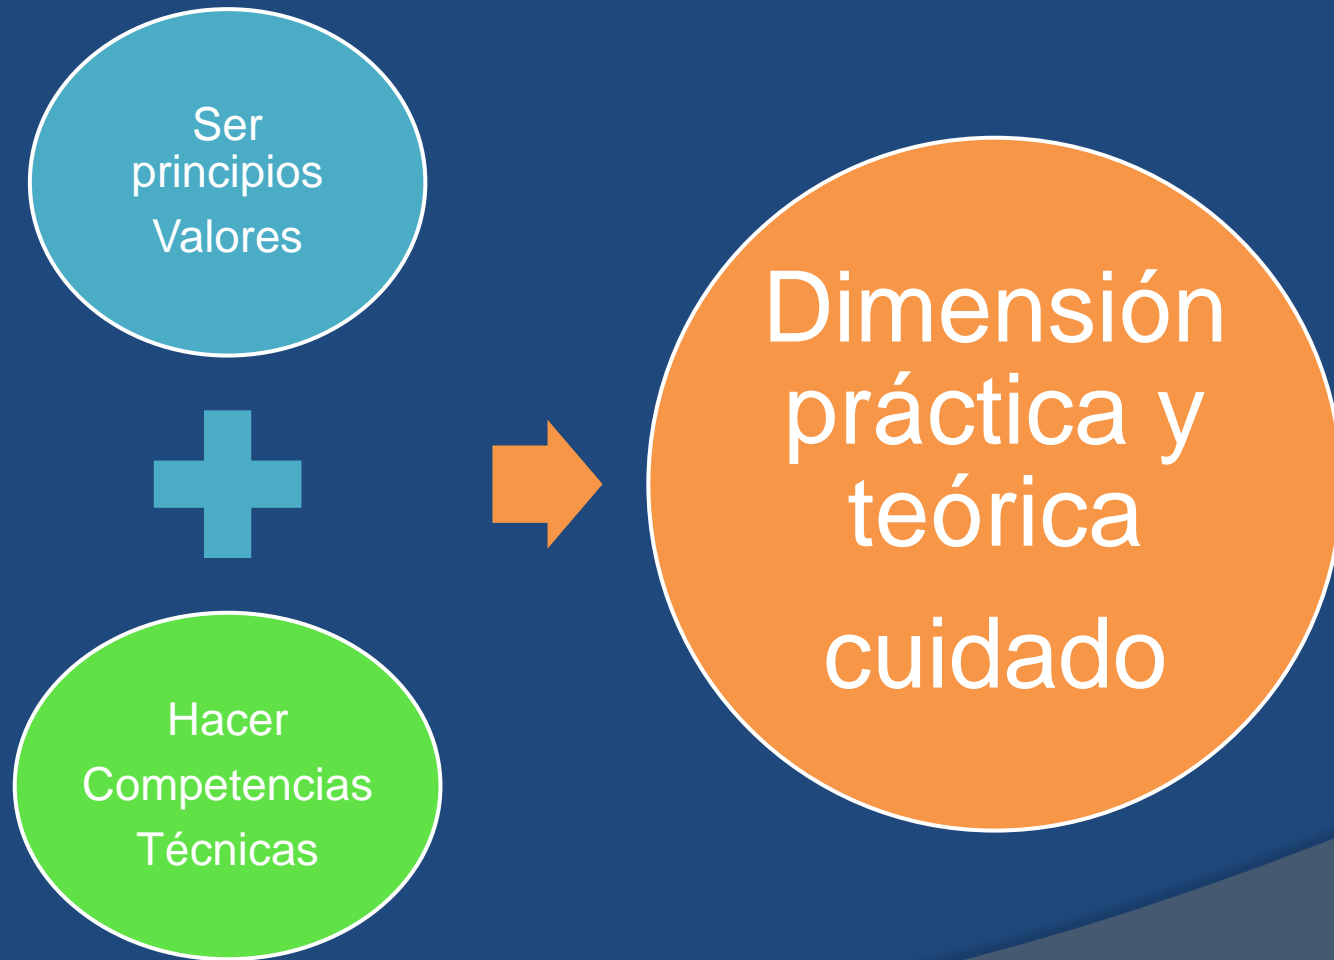 Ser
principios
Valores
Hacer
Competencias
Técnicas
Dimensión
práctica y
teórica
cuidado